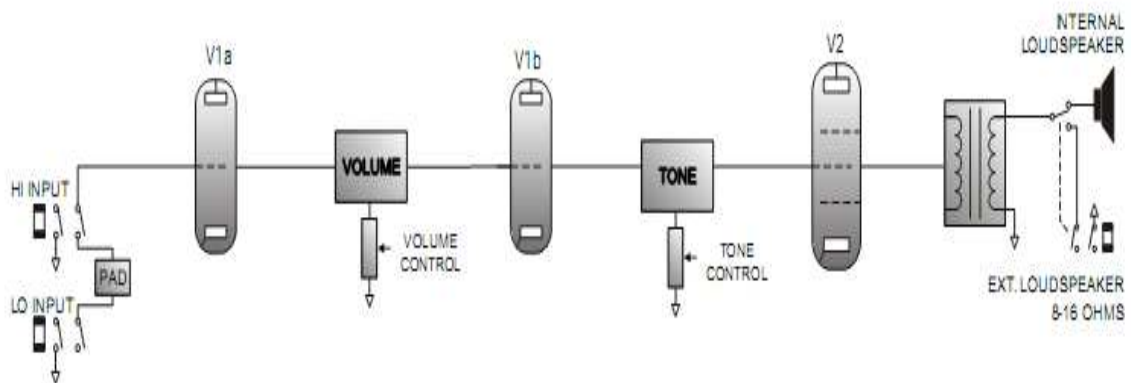 V1a
V1b
V2
INTERNAL
LOUDSPEAKER
VOLUME
TONE
HI INPUT
VOLUME
CONTROL
TONE
CONTROL
PAD
LO INPUT
EXT. LOUDSPEAKER
8-16 OHMS